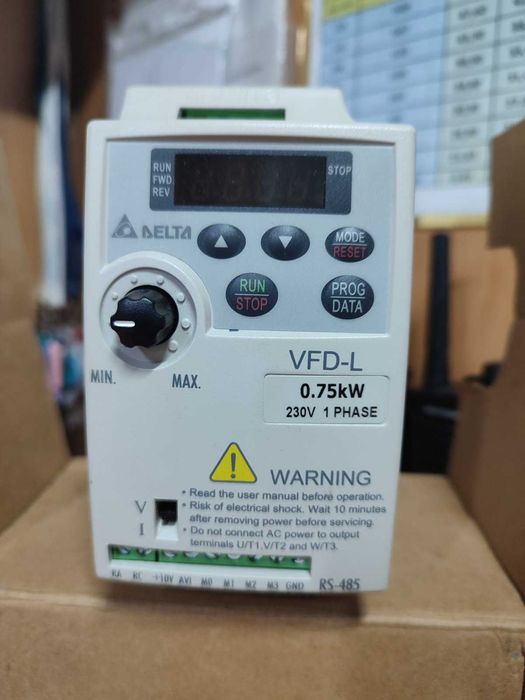 RUN
FWD
REV
STOP
DELTA
MODE
RESET
RUN
STOP
PROG
DATA
VFD-L
MIN.
MAX.
0.75kW
230V 1 PHASE
WARNING
• Read the user manual before operation.
• Risk of electrical shock. Wait 10 minutes
after removing power before servicing.
• Do not connect AC power to output
terminals U/T1,V/T2 and W/T3.
V
I
RA RC +10V AVI M0 M1 M2 M3 GND RS-485